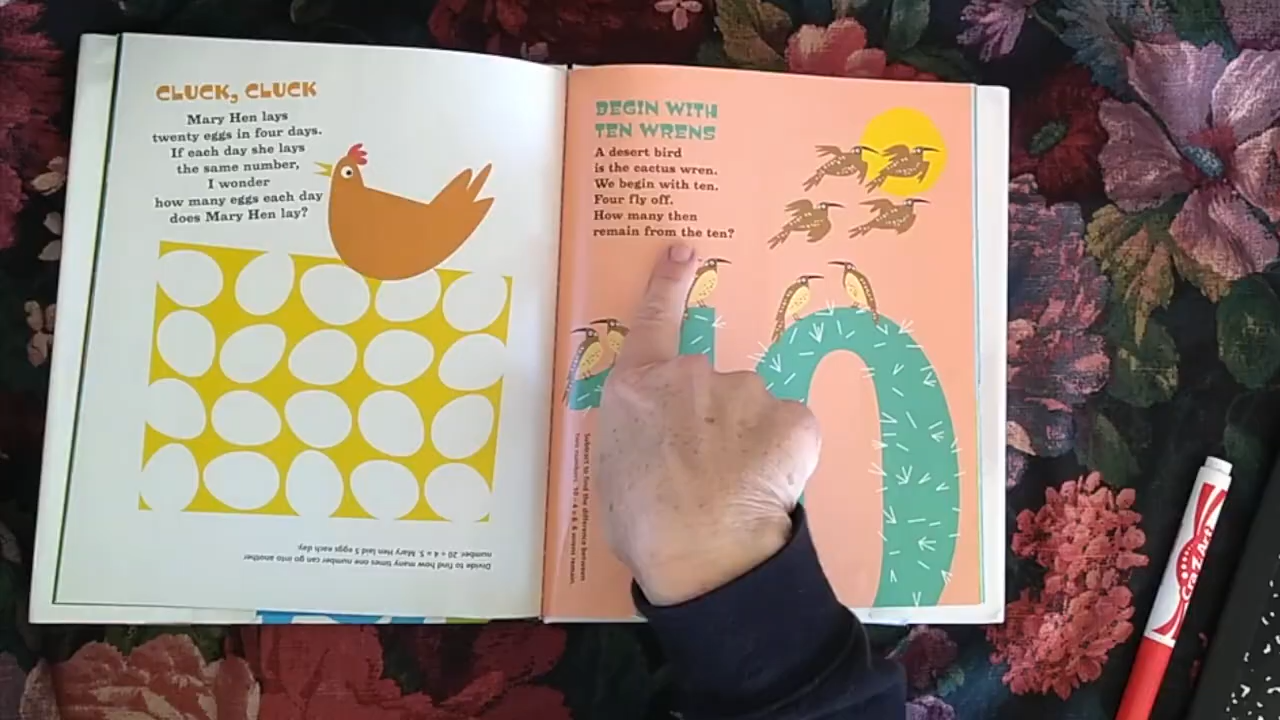 CLUCK, CLUCK
Mary Hen lays
twenty eggs in four days.
If each day she lays
the same number,
I wonder
how many eggs each day
does Mary Hen lay?
Divide to find how many times one number can go into another
number. 20 ÷ 4 = 5. Mary Hen laid 5 eggs each day.
BEGIN WITH
TEN WRENS
A desert bird
is the cactus wren.
We begin with ten.
Four fly off.
How many then
remain from the ten?
Subtract to find the difference between
two numbers. 10 – 4 = 6. 6 wrens remain.
Cra-Z-Art